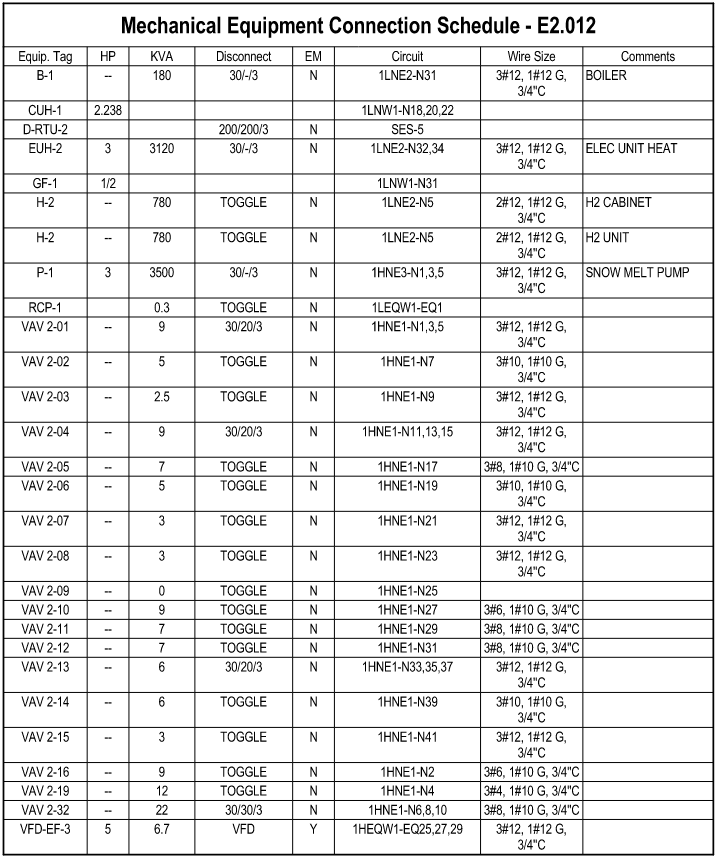 Mechanical Equipment Connection Schedule - E2.012
Equip. Tag HP KVA Disconnect EM Circuit Wire Size Comments
B-1 -- 180 30/-/3 N 1LNE2-N31 3#12, 1#12 G, BOILER
3/4"C
CUH-1 2.238 1LNW1-N18,20,22
D-RTU-2 200/200/3 N SES-5
EUH-2 3 3120 30/-/3 N 1LNE2-N32,34 3#12, 1#12 G, ELEC UNIT HEAT
3/4"C
GF-1 1/2 1LNW1-N31
H-2 -- 780 TOGGLE N 1LNE2-N5 2#12, 1#12 G, H2 CABINET
3/4"C
H-2 -- 780 TOGGLE N 1LNE2-N5 2#12, 1#12 G, H2 UNIT
3/4"C
P-1 3 3500 30/-/3 N 1HNE3-N1,3,5 3#12, 1#12 G, SNOW MELT PUMP
3/4"C
RCP-1 0.3 TOGGLE N 1LEQW1-EQ1
VAV 2-01 -- 9 30/20/3 N 1HNE1-N1,3,5 3#12, 1#12 G,
3/4"C
VAV 2-02 -- 5 TOGGLE N 1HNE1-N7 3#10, 1#10 G,
3/4"C
VAV 2-03 -- 2.5 TOGGLE N 1HNE1-N9 3#12, 1#12 G,
3/4"C
VAV 2-04 -- 9 30/20/3 N 1HNE1-N11,13,15 3#12, 1#12 G,
3/4"C
VAV 2-05 -- 7 TOGGLE N 1HNE1-N17 3#8, 1#10 G, 3/4"C
VAV 2-06 -- 5 TOGGLE N 1HNE1-N19 3#10, 1#10 G,
3/4"C
VAV 2-07 -- 3 TOGGLE N 1HNE1-N21 3#12, 1#12 G,
3/4"C
VAV 2-08 -- 3 TOGGLE N 1HNE1-N23 3#12, 1#12 G,
3/4"C
VAV 2-09 -- 0 TOGGLE N 1HNE1-N25
VAV 2-10 -- 9 TOGGLE N 1HNE1-N27 3#6, 1#10 G, 3/4"C
VAV 2-11 -- 7 TOGGLE N 1HNE1-N29 3#8, 1#10 G, 3/4"C
VAV 2-12 -- 7 TOGGLE N 1HNE1-N31 3#8, 1#10 G, 3/4"C
VAV 2-13 -- 6 30/20/3 N 1HNE1-N33,35,37 3#12, 1#12 G,
3/4"C
VAV 2-14 -- 6 TOGGLE N 1HNE1-N39 3#10, 1#10 G,
3/4"C
VAV 2-15 -- 3 TOGGLE N 1HNE1-N41 3#12, 1#12 G,
3/4"C
VAV 2-16 -- 9 TOGGLE N 1HNE1-N2 3#6, 1#10 G, 3/4"C
VAV 2-19 -- 12 TOGGLE N 1HNE1-N4 3#4, 1#10 G, 3/4"C
VAV 2-32 -- 22 30/30/3 N 1HNE1-N6,8,10 3#8, 1#10 G, 3/4"C
VFD-EF-3 5 6.7 VFD Y 1HEQW1-EQ25,27,29 3#12, 1#12 G,
3/4"C